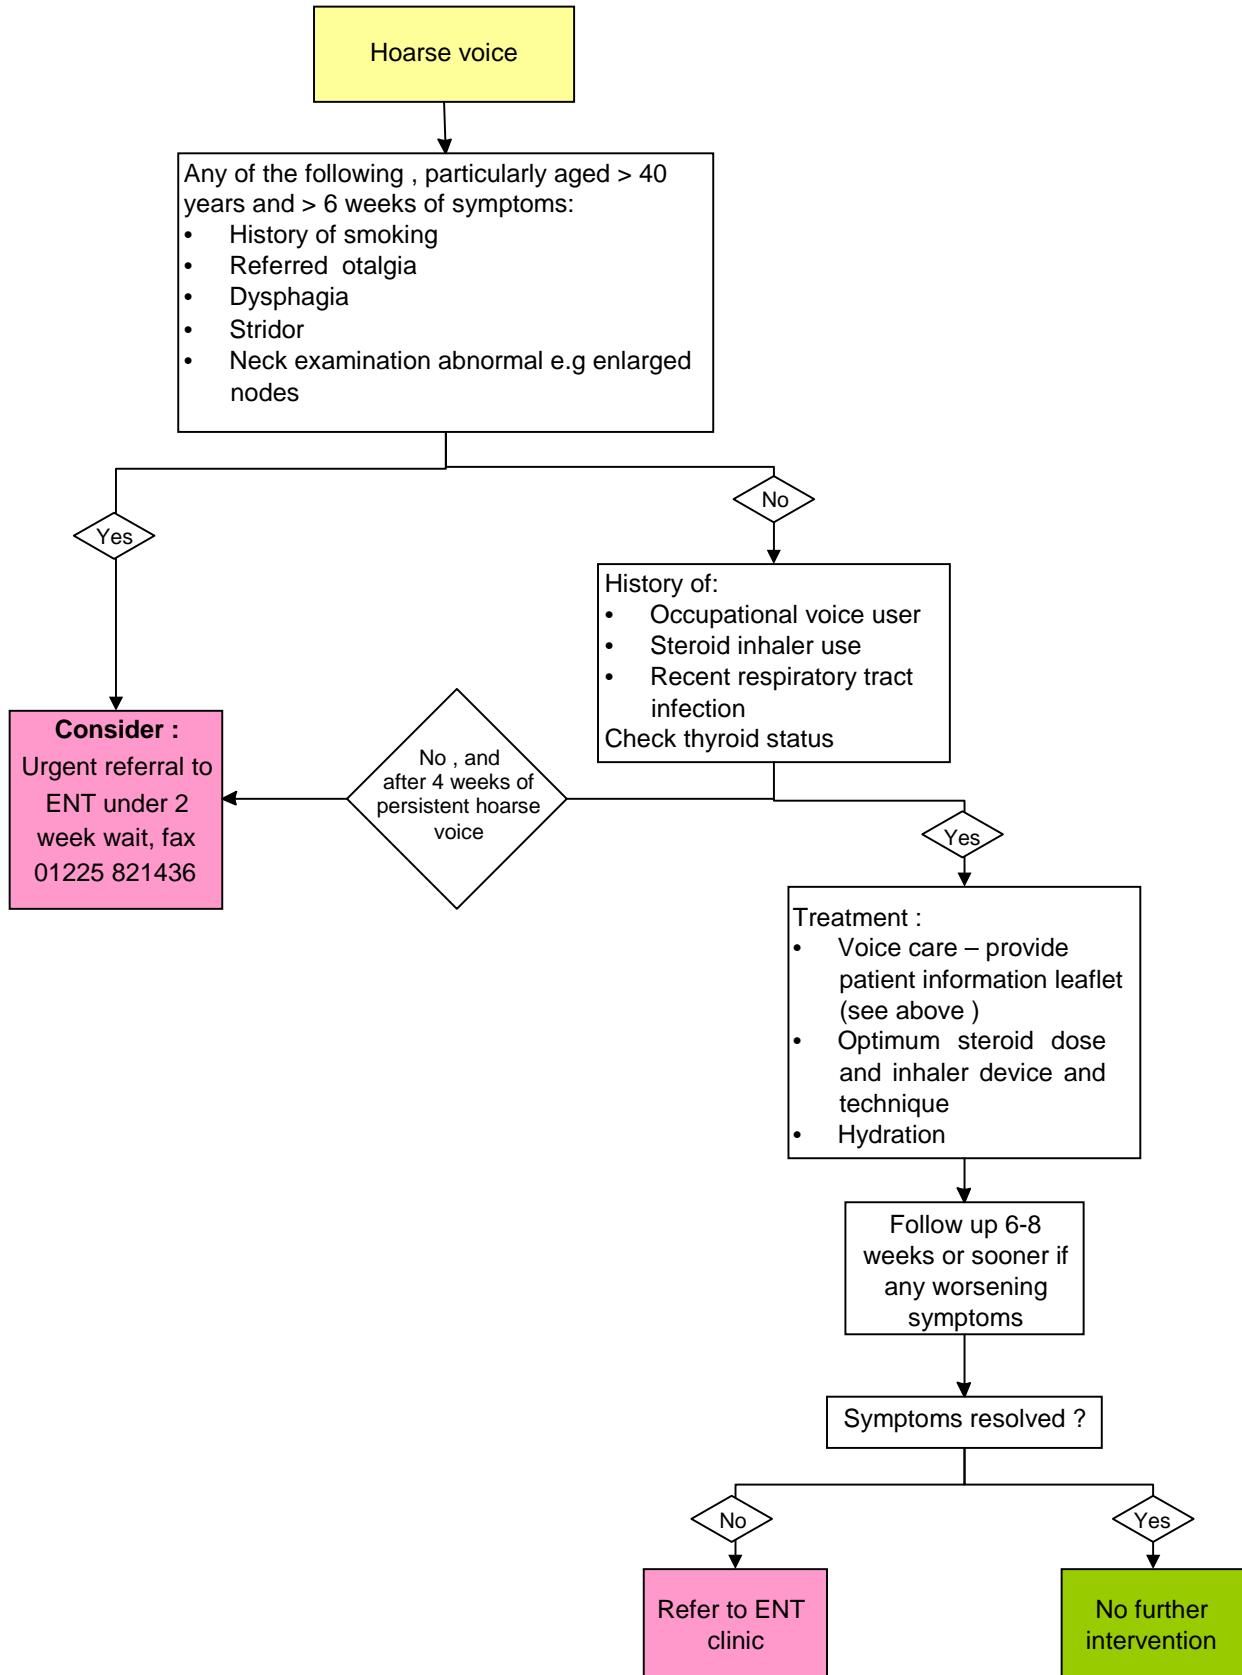 Hoarse voice
Any of the following , particularly aged > 40
years and > 6 weeks of symptoms:
• History of smoking
• Referred otalgia
• Dysphagia
• Stridor
• Neck examination abnormal e.g enlarged
nodes
Yes
No
History of:
• Occupational voice user
• Steroid inhaler use
• Recent respiratory tract
infection
Check thyroid status
Consider :
Urgent referral to
ENT under 2
week wait, fax
01225 821436
No , and
after 4 weeks of
persistent hoarse
voice
Yes
Treatment :
• Voice care – provide
patient information leaflet
(see above )
• Optimum steroid dose
and inhaler device and
technique
• Hydration
Follow up 6-8
weeks or sooner if
any worsening
symptoms
Symptoms resolved ?
No
Yes
Refer to ENT
clinic
No further
intervention